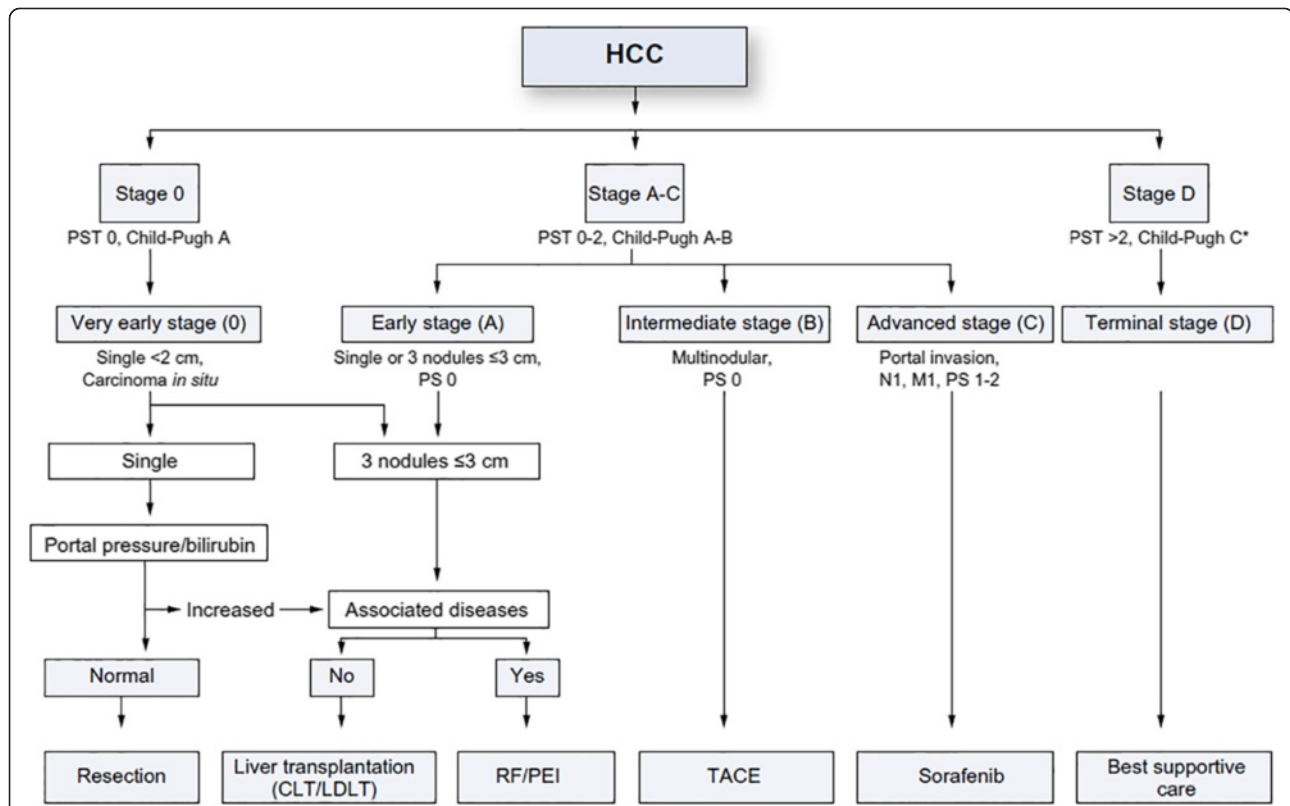 HCC
Stage 0
PST 0, Child-Pugh A
Stage A-C
PST 0-2, Child-Pugh A-B
Stage D
PST >2, Child-Pugh C*
Very early stage (0)
Single <2 cm,
Carcinoma in situ
Early stage (A)
Single or 3 nodules ≤3 cm,
PS 0
Intermediate stage (B)
Multinodular,
PS 0
Advanced stage (C)
Portal invasion,
N1, M1, PS 1-2
Terminal stage (D)
Single
3 nodules ≤3 cm
Portal pressure/bilirubin
Increased
Associated diseases
Normal
No
Yes
Resection
Liver transplantation
(CLT/LDLT)
RF/PEI
TACE
Sorafenib
Best supportive
care